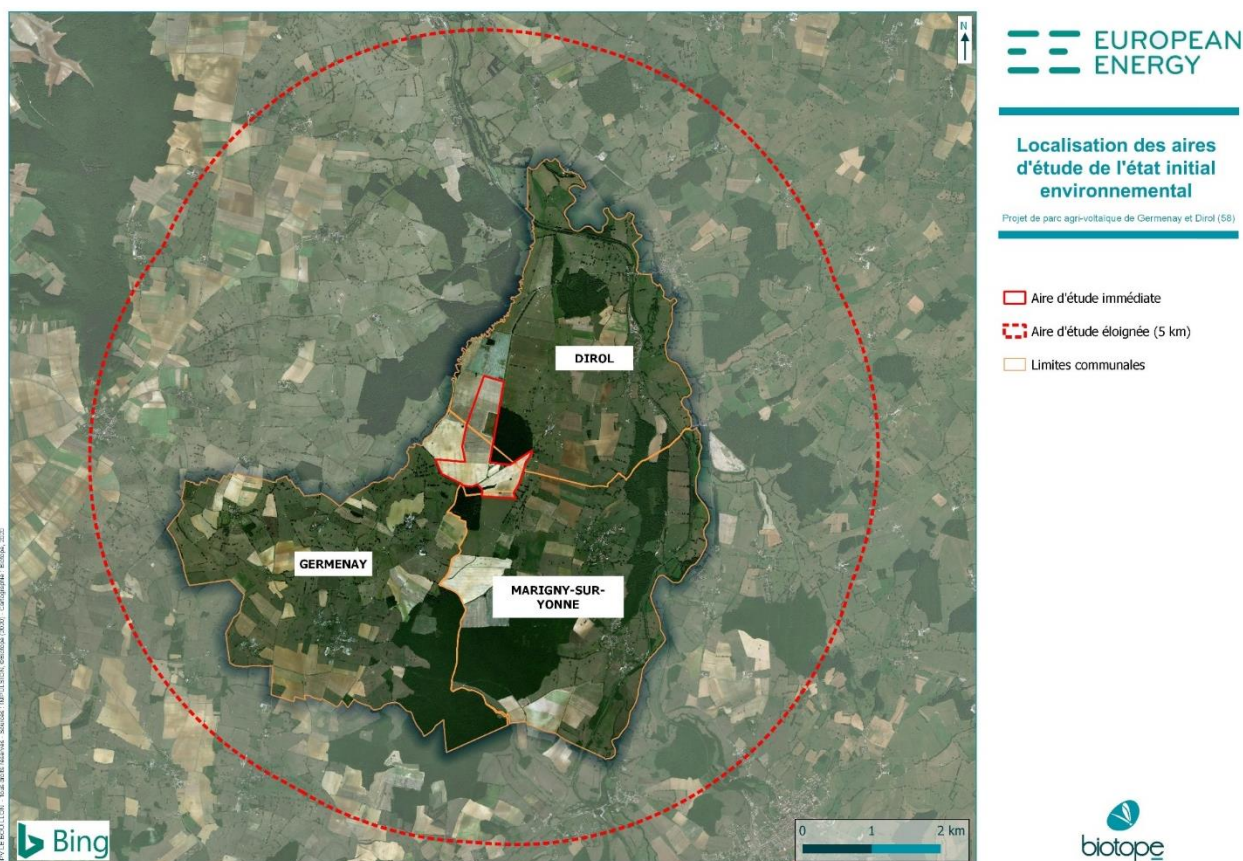 N
EUROPEAN
ENERGY
Localisation des aires
d'étude de l'état initial
environnemental
Projet de parc agri-voltaïque de Germenay et Dirol (58)
Aire d'étude immédiate
Aire d'étude éloignée (5 km)
Limites communales
DIROL
GERMENAY
MARIGNY-SUR-
YONNE
Bing
0 1 2 km
biotope